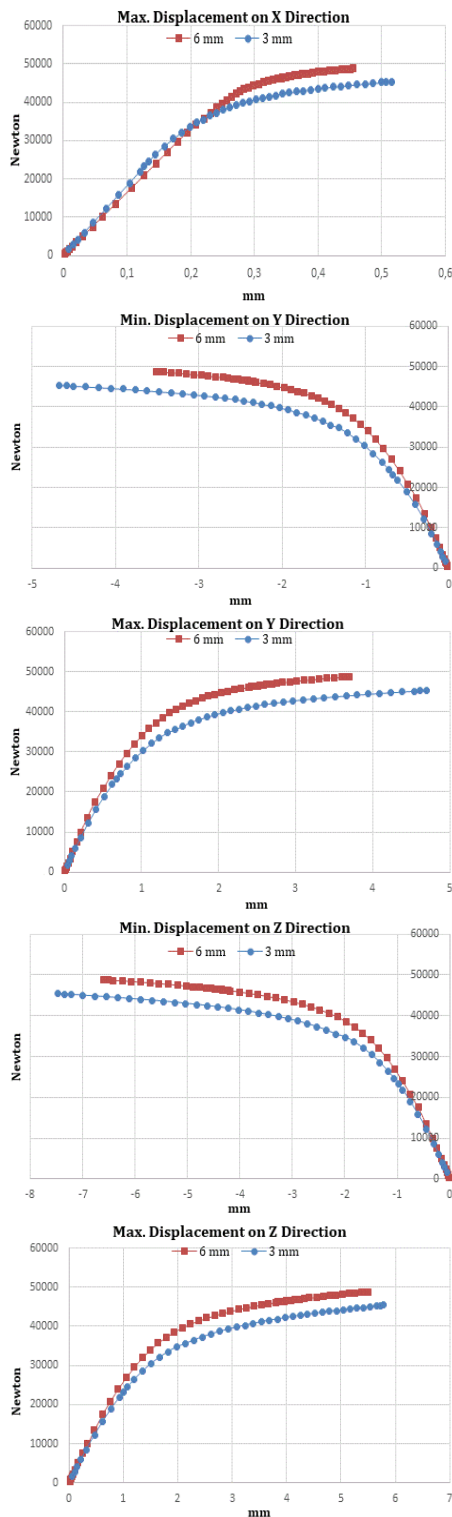 Max. Displacement on X Direction
6 mm 3 mm
60000
50000
40000
30000
20000
10000
0
Newton
0 0,1 0,2 0,3 0,4 0,5 0,6
mm
Min. Displacement on Y Direction
6 mm 3 mm
60000
50000
40000
30000
20000
10000
0
Newton
-5 -4 -3 -2 -1 0
mm
Max. Displacement on Y Direction
6 mm 3 mm
60000
50000
40000
30000
20000
10000
0
Newton
0 1 2 3 4 5
mm
Min. Displacement on Z Direction
6 mm 3 mm
60000
50000
40000
30000
20000
10000
0
Newton
-8 -7 -6 -5 -4 -3 -2 -1 0
mm
Max. Displacement on Z Direction
6 mm 3 mm
60000
50000
40000
30000
20000
10000
0
Newton
0 1 2 3 4 5 6 7
mm